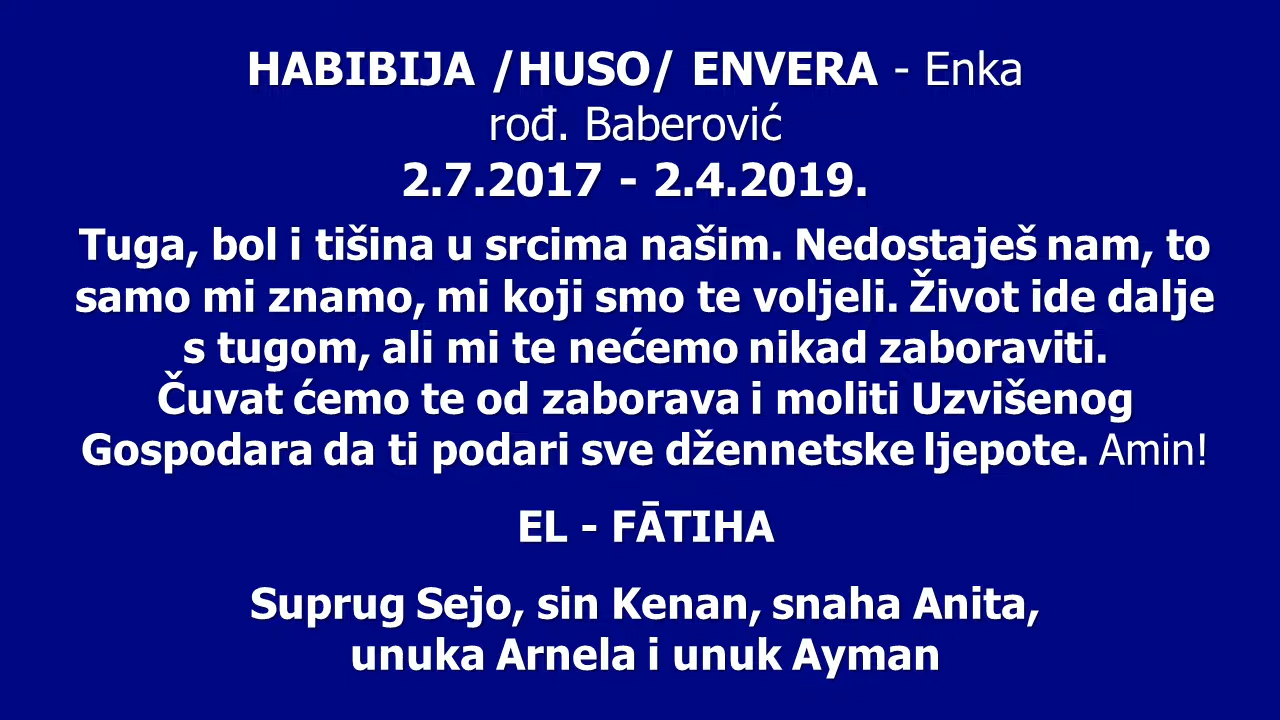 HABIBIJA /HUSO/ ENVERA - Enka
rođ. Baberović
2.7.2017 - 2.4.2019.
Tuga, bol i tišina u srcima našim. Nedostaješ nam, to
samo mi znamo, mi koji smo te voljeli. Život ide dalje
s tugom, ali mi te nećemo nikad zaboraviti.
Čuvat ćemo te od zaborava i moliti Uzvišenog
Gospodara da ti podari sve džennetske ljepote. Amin!
EL - FĀTIHA
Suprug Sejo, sin Kenan, snaha Anita,
unuka Arnela i unuk Ayman